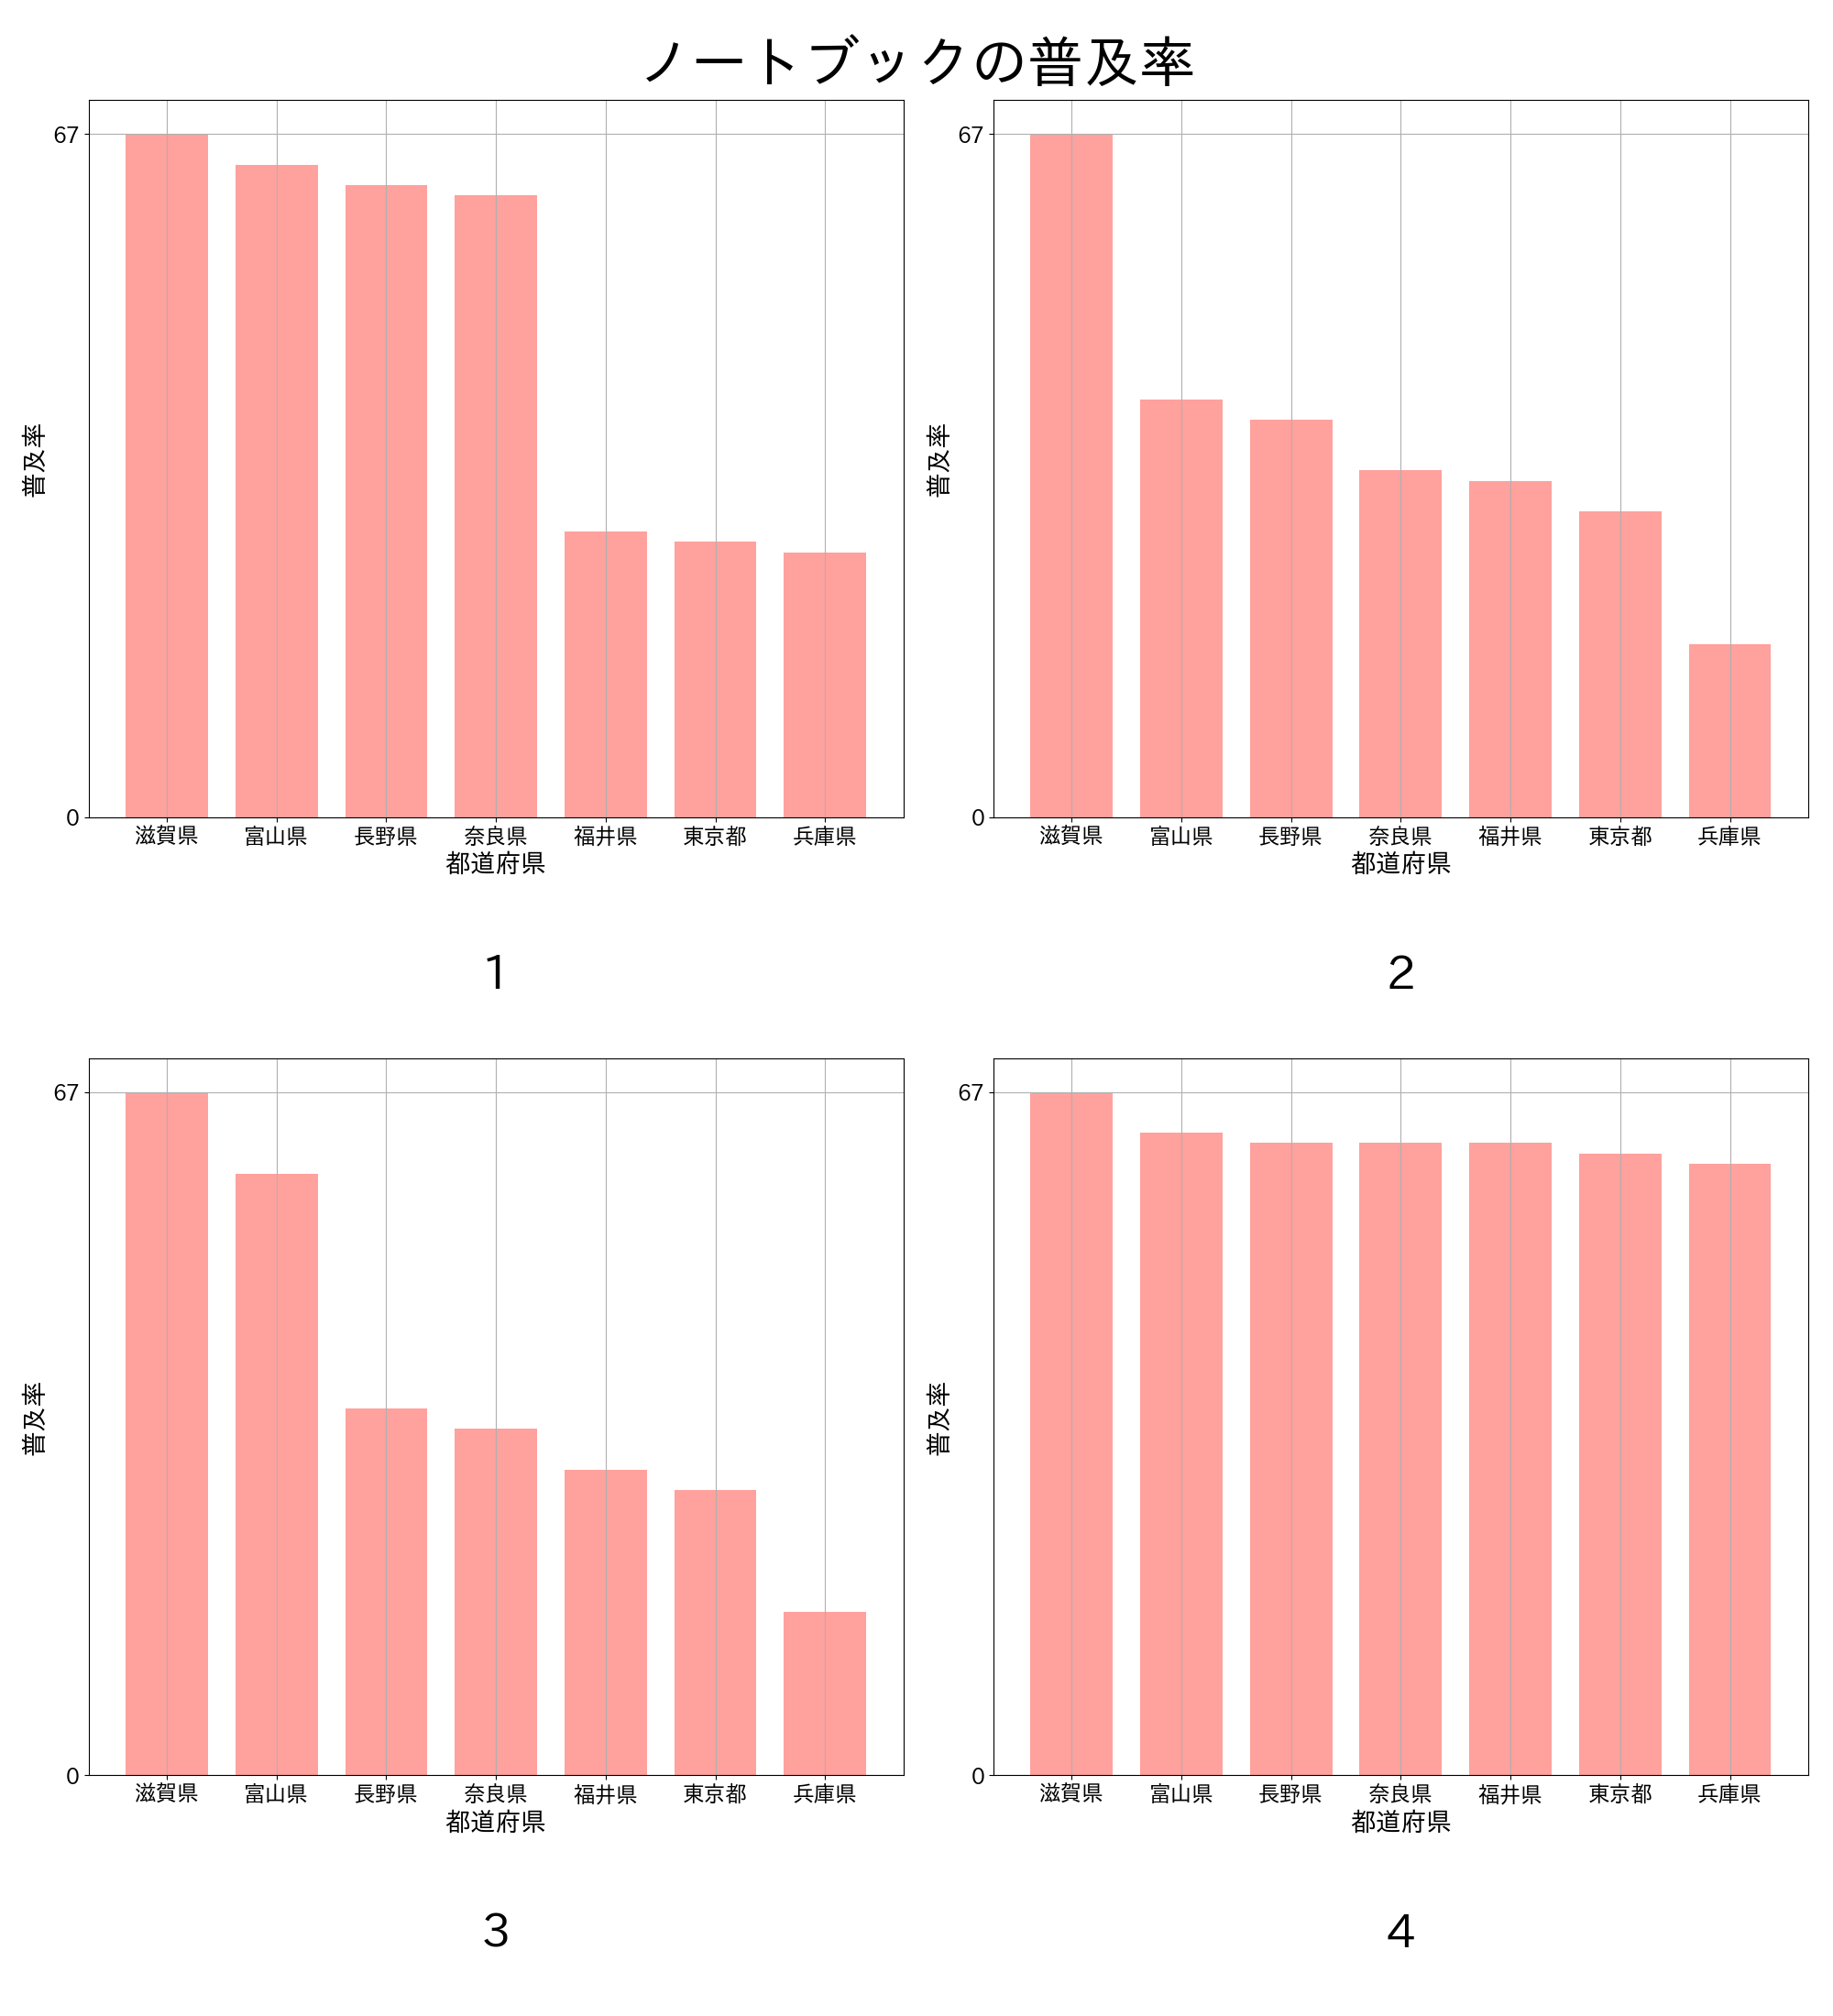 ノートブックの普及率
67
0
普及率
滋賀県 富山県 長野県 奈良県 福井県 東京都 兵庫県
都道府県
1
67
0
普及率
滋賀県 富山県 長野県 奈良県 福井県 東京都 兵庫県
都道府県
2
67
0
普及率
滋賀県 富山県 長野県 奈良県 福井県 東京都 兵庫県
都道府県
3
67
0
普及率
滋賀県 富山県 長野県 奈良県 福井県 東京都 兵庫県
都道府県
4